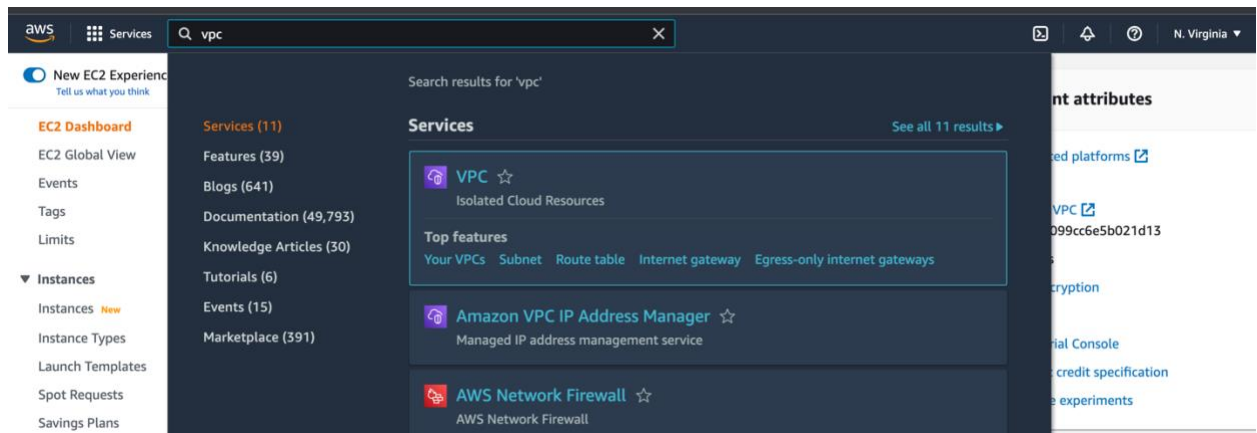 aws
Services
vpc
N. Virginia
New EC2 Experienc
Tell us what you think
EC2 Dashboard
EC2 Global View
Events
Tags
Limits
Instances
Instances New
Instance Types
Launch Templates
Spot Requests
Savings Plans
Services (11)
Features (39)
Blogs (641)
Documentation (49,793)
Knowledge Articles (30)
Tutorials (6)
Events (15)
Marketplace (391)
Search results for 'vpc'
Services
See all 11 results
VPC
Isolated Cloud Resources
Top features
Your VPCs Subnet Route table Internet gateway Egress-only internet gateways
Amazon VPC IP Address Manager
Managed IP address management service
AWS Network Firewall
AWS Network Firewall
nt attributes
ed platforms
VPC
099cc6e5b021d13
cryption
ial Console
credit specification
experiments